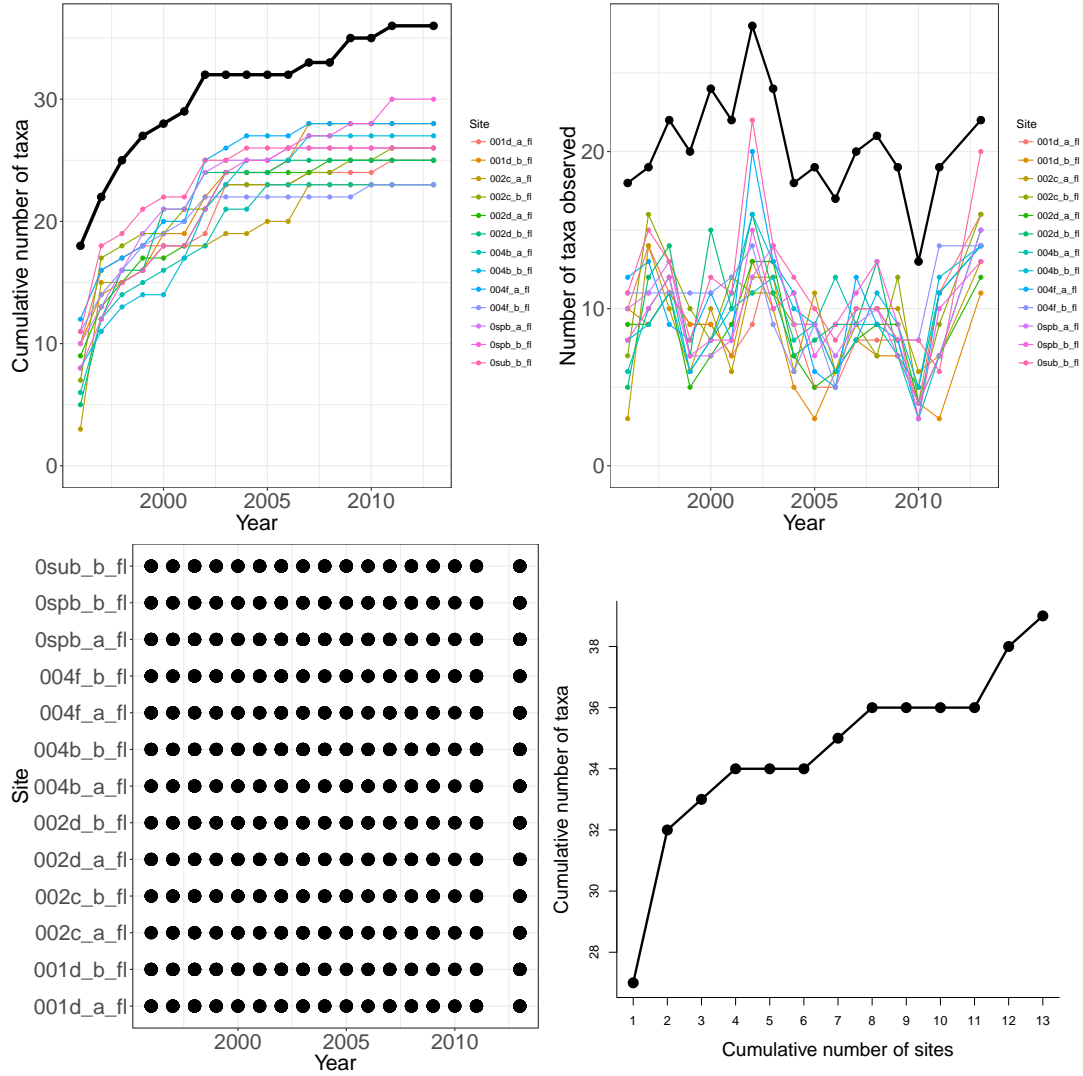 Cumulative number of taxa
30
20
10
0
2000 2005 2010
Year
Site
001d_a_fl
001d_b_fl
002c_a_fl
002c_b_fl
002d_a_fl
002d_b_fl
004b_a_fl
004b_b_fl
004f_a_fl
004f_b_fl
0spb_a_fl
0spb_b_fl
0sub_b_fl
Number of taxa observed
20
10
0
2000 2005 2010
Year
Site
001d_a_fl
001d_b_fl
002c_a_fl
002c_b_fl
002d_a_fl
002d_b_fl
004b_a_fl
004b_b_fl
004f_a_fl
004f_b_fl
0spb_a_fl
0spb_b_fl
0sub_b_fl
Site
0sub_b_fl
0spb_b_fl
0spb_a_fl
004f_b_fl
004f_a_fl
004b_b_fl
004b_a_fl
002d_b_fl
002d_a_fl
002c_b_fl
002c_a_fl
001d_b_fl
001d_a_fl
2000 2005 2010
Year
Cumulative number of taxa
38
36
34
32
30
28
1 2 3 4 5 6 7 8 9 10 11 12 13
Cumulative number of sites